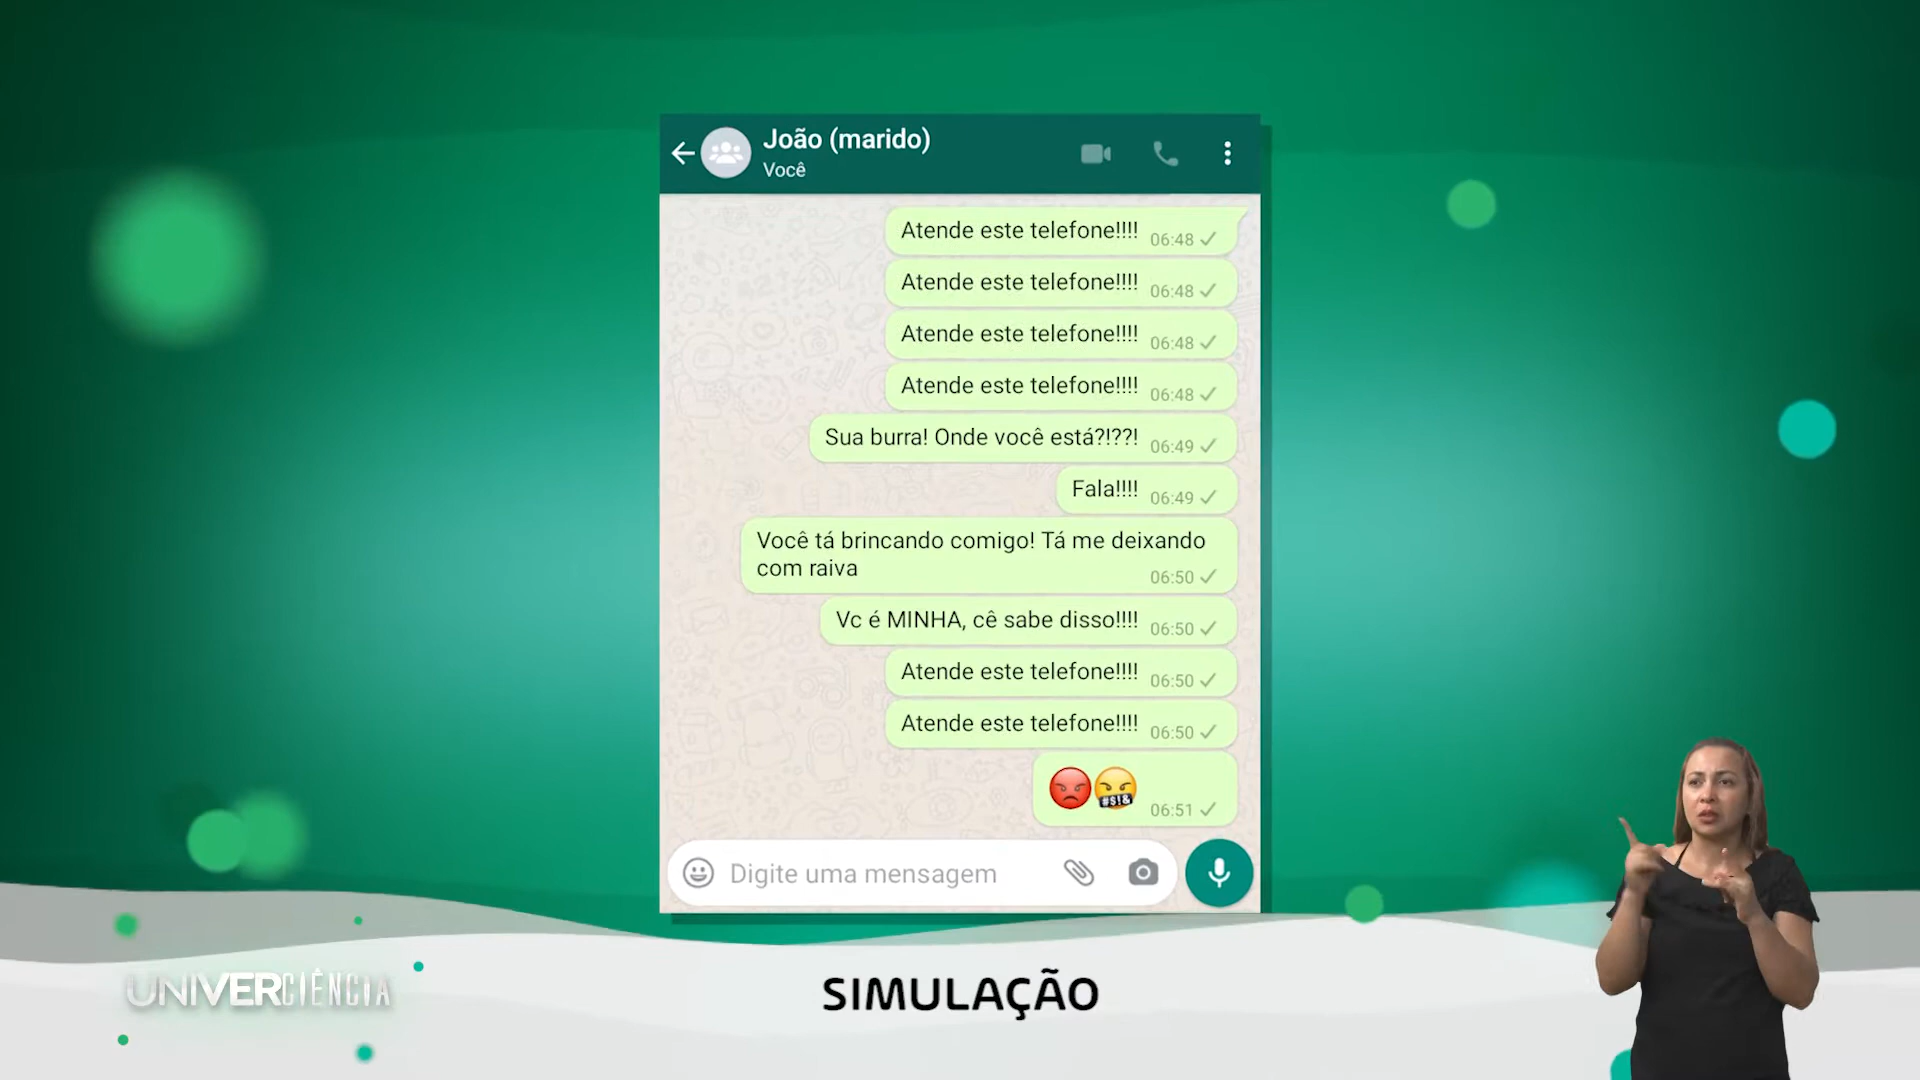 João (marido)
Você
Atende este telefone!!!! 06:48
Atende este telefone!!!! 06:48
Atende este telefone!!!! 06:48
Atende este telefone!!!! 06:48
Sua burra! Onde você está?!??! 06:49
Fala!!!! 06:49
Você tá brincando comigo! Tá me deixando
com raiva 06:50
Vc é MINHA, cê sabe disso!!!! 06:50
Atende este telefone!!!! 06:50
Atende este telefone!!!! 06:50
#$!& 06:51
Digite uma mensagem
UNIVERCIÊNCIA
SIMULAÇÃO